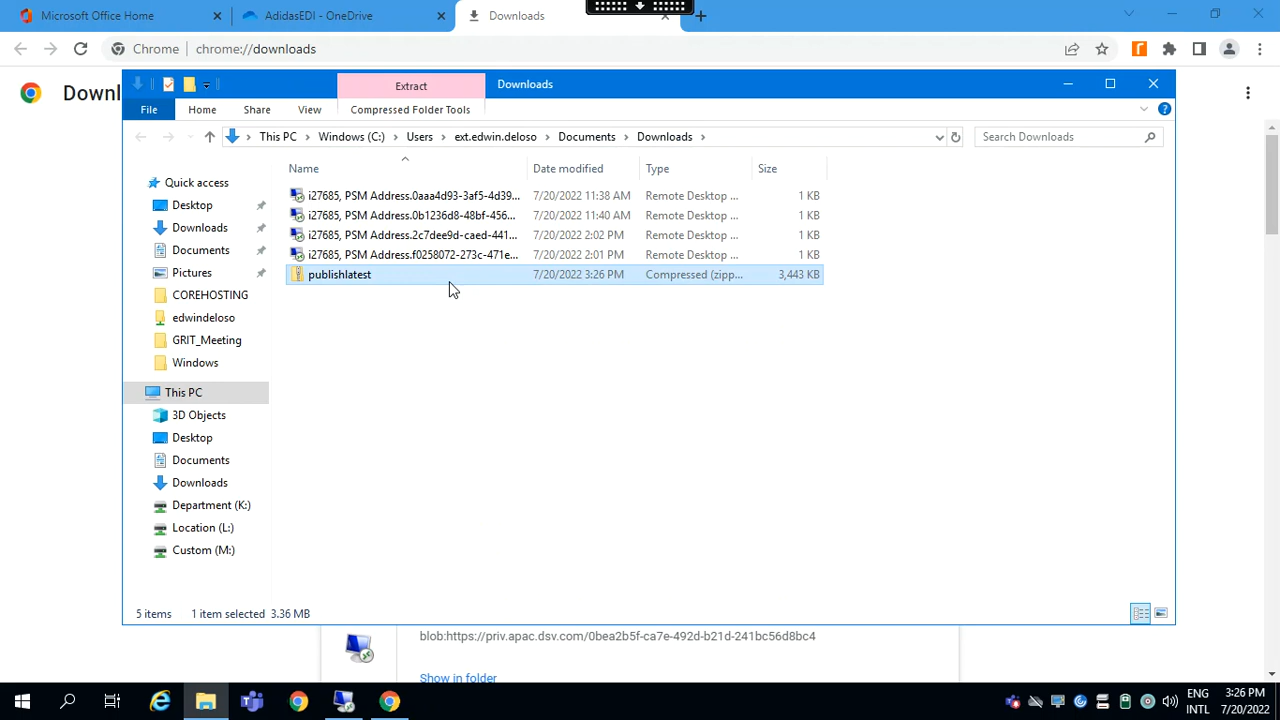 Microsoft Office Home
AdidasEDI - OneDrive
Downloads
Chrome
chrome://downloads
Downl
Extract
Downloads
File
Home
Share
View
Compressed Folder Tools
This PC
Windows (C:)
Users
ext.edwin.deloso
Documents
Downloads
Search Downloads
Name
Date modified
Type
Size
i27685, PSM Address.0aaa4d93-3af5-4d39... 7/20/2022 11:38 AM Remote Desktop ... 1 KB
i27685, PSM Address.0b1236d8-48bf-456... 7/20/2022 11:40 AM Remote Desktop ... 1 KB
i27685, PSM Address.2c7dee9d-caed-441... 7/20/2022 2:02 PM Remote Desktop ... 1 KB
i27685, PSM Address.f0258072-273c-471e... 7/20/2022 2:01 PM Remote Desktop ... 1 KB
publishlatest 7/20/2022 3:26 PM Compressed (zipp... 3,443 KB
Quick access
Desktop
Downloads
Documents
Pictures
COREHOSTING
edwindeloso
GRIT_Meeting
Windows
This PC
3D Objects
Desktop
Documents
Downloads
Department (K:)
Location (L:)
Custom (M:)
5 items
1 item selected 3.36 MB
blob:https://priv.apac.dsv.com/0bea2b5f-ca7e-492d-b21d-241bc56d8bc4
Show in folder
ENG
INTL
3:26 PM
7/20/2022